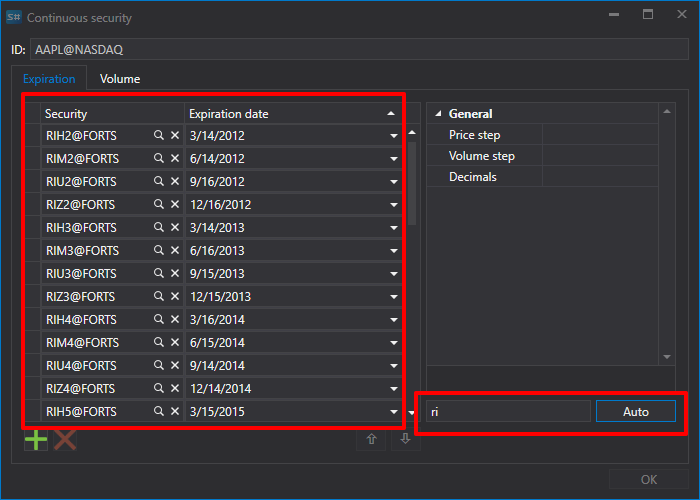 S# Continuous security
ID: AAPL@NASDAQ
Expiration Volume
Security Expiration date
RIH2@FORTS 3/14/2012
RIM2@FORTS 6/14/2012
RIU2@FORTS 9/16/2012
RIZ2@FORTS 12/16/2012
RIH3@FORTS 3/14/2013
RIM3@FORTS 6/16/2013
RIU3@FORTS 9/15/2013
RIZ3@FORTS 12/15/2013
RIH4@FORTS 3/16/2014
RIM4@FORTS 6/15/2014
RIU4@FORTS 9/14/2014
RIZ4@FORTS 12/14/2014
RIH5@FORTS 3/15/2015
General
Price step
Volume step
Decimals
ri Auto
OK